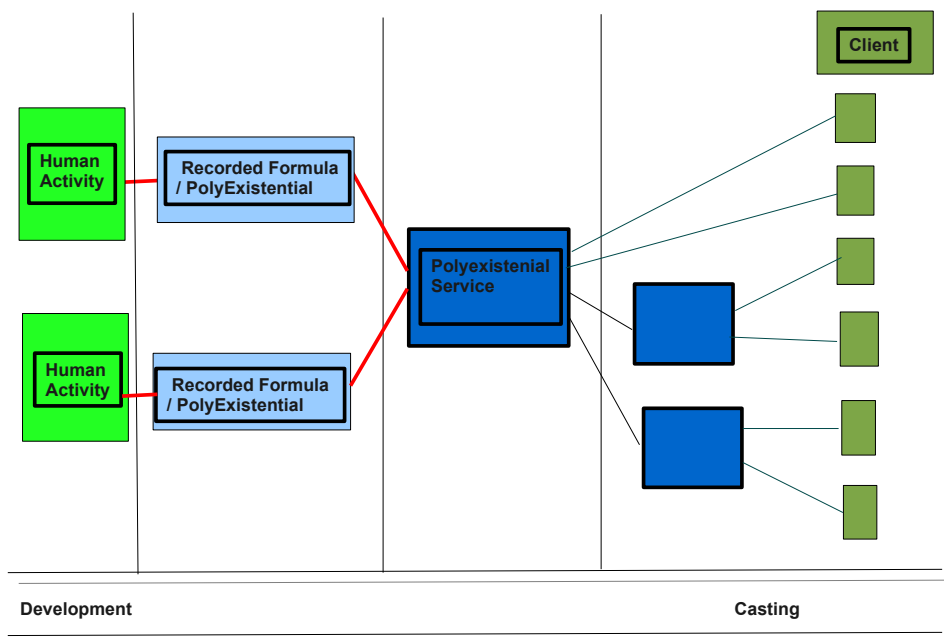 Client
Human
Activity
Recorded Formula
/ PolyExistential
Polyexistenial
Service
Human
Activity
Recorded Formula
/ PolyExistential
Development
Casting